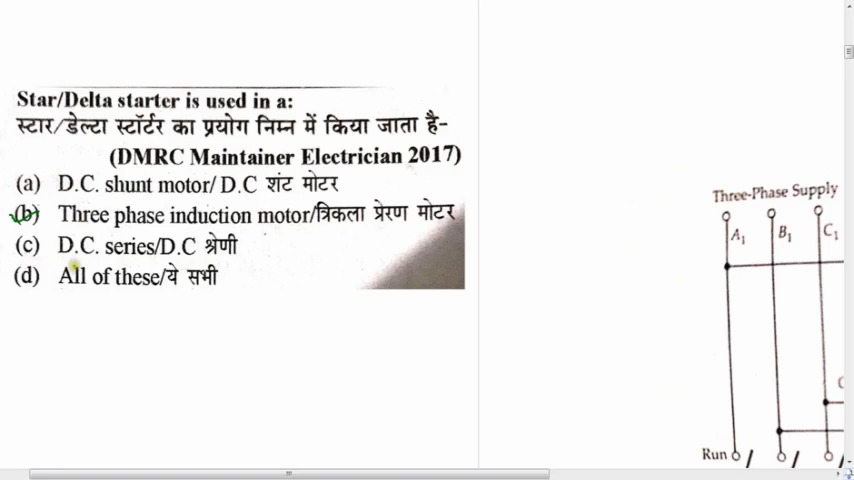 Star/Delta starter is used in a:
स्टार/डेल्टा स्टॉर्टर का प्रयोग निम्न में किया जाता है-
(DMRC Maintainer Electrician 2017)
(a) D.C. shunt motor/ D.C शंट मोटर
(b) Three phase induction motor/त्रिकला प्रेरण मोटर
(c) D.C. series/D.C श्रेणी
(d) All of these/ये सभी
Three-Phase Supply
A1 B1 C1
Run